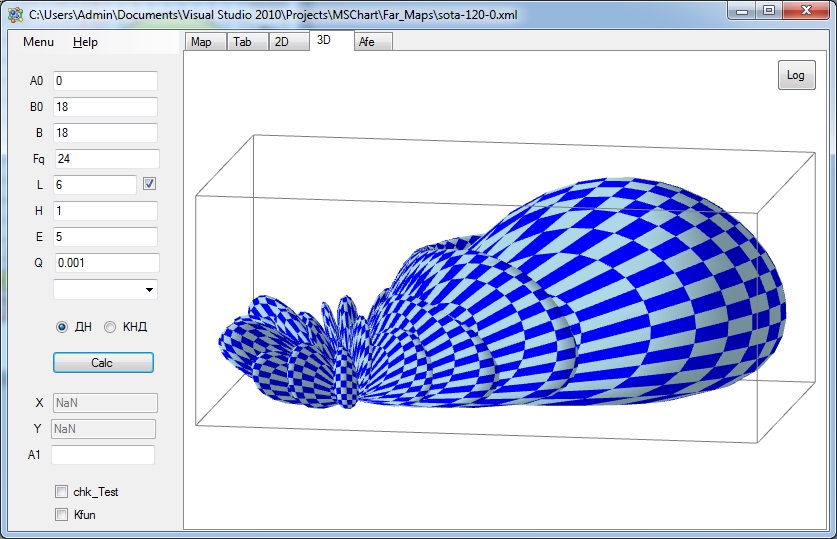 C:\Users\Admin\Documents\Visual Studio 2010\Projects\MSChart\Far_Maps\sota-120-0.xml
Menu Help
Map Tab 2D 3D Afe
Log
A0 0
B0 18
B 18
Fq 24
L 6
H 1
E 5
Q 0.001
ДН КНД
Calc
X NaN
Y NaN
A1
chk_Test
Kfun